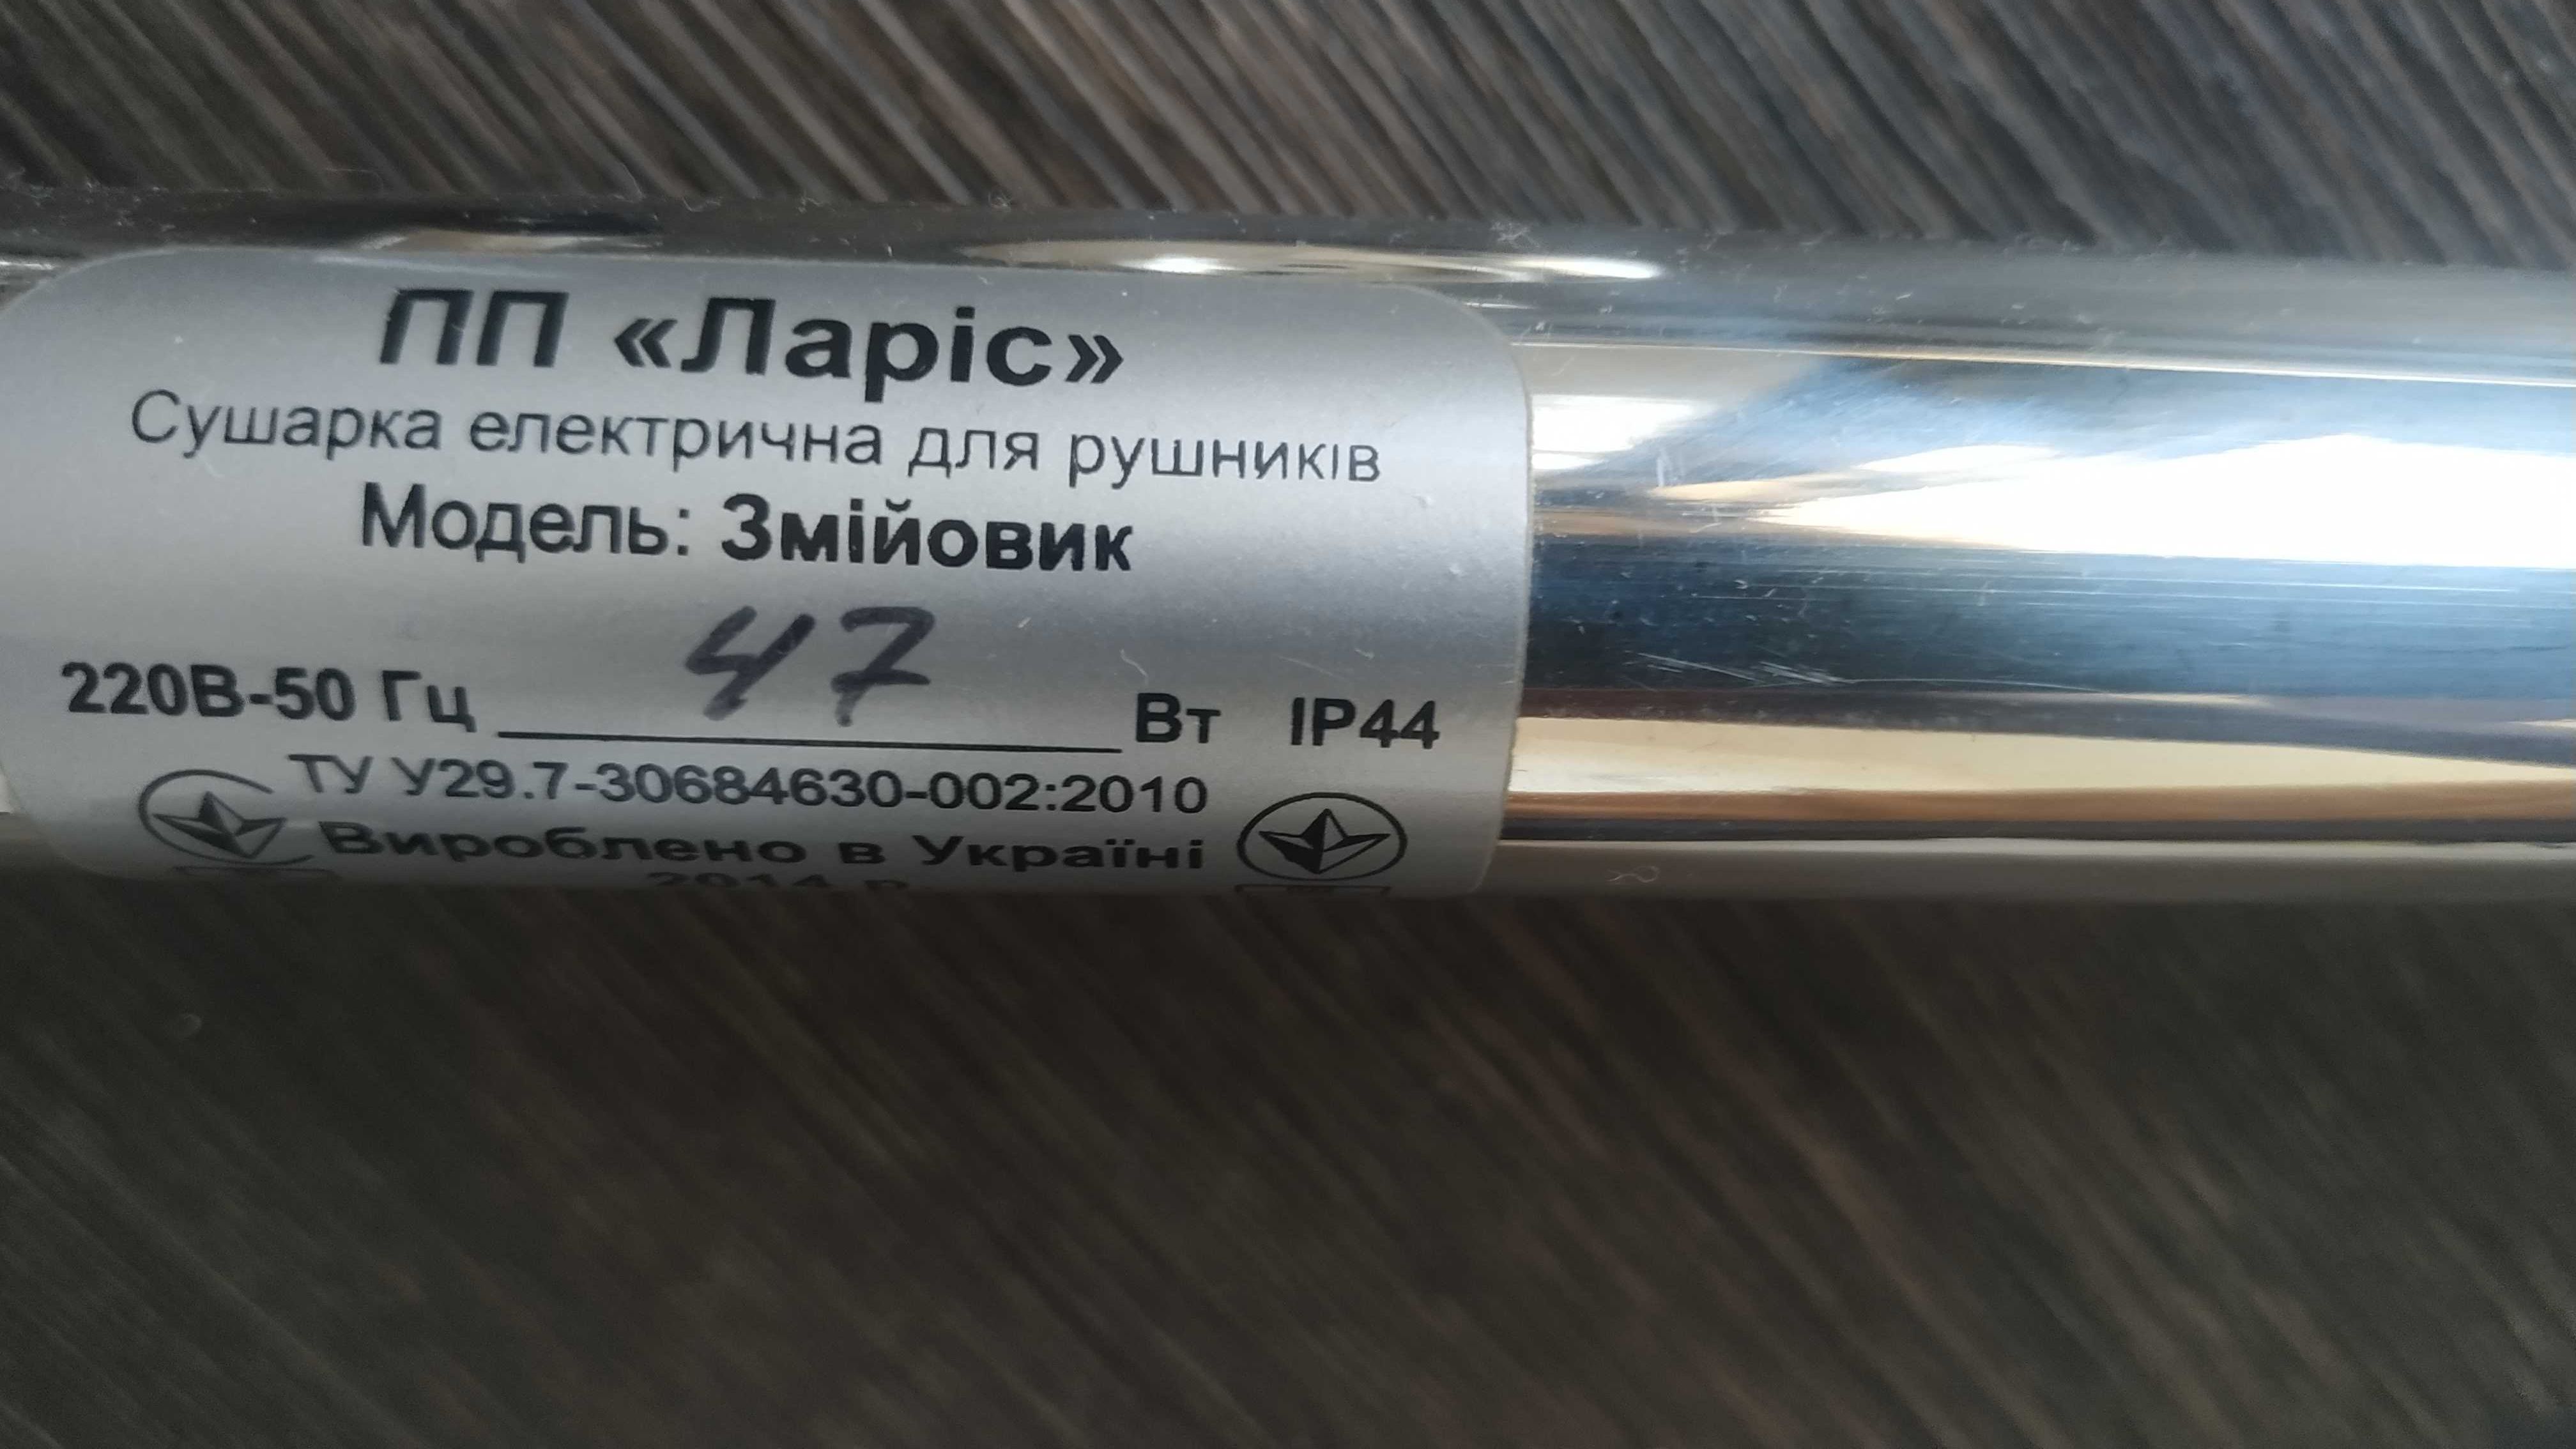 ПП «Ларіс»
Сушарка електрична для рушників
Модель: Змійовик
220В-50 Гц 47 Вт IP44
ТУ У29.7-30684630-002:2010
Вироблено в Україні
2014 р